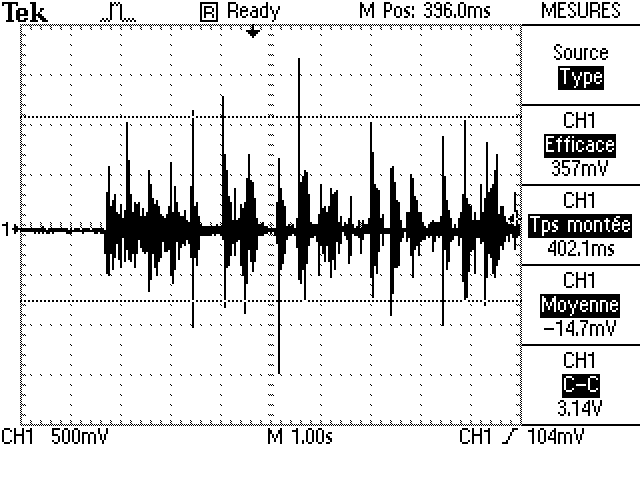 Tek R Ready M Pos: 396.0ms MESURES
Source
Type
CH1
Efficace
357mV
CH1
Tps montée
402.1ms
CH1
Moyenne
-14.7mV
CH1
C-C
3.14V
1
CH1 500mV M 1.00s CH1 104mV